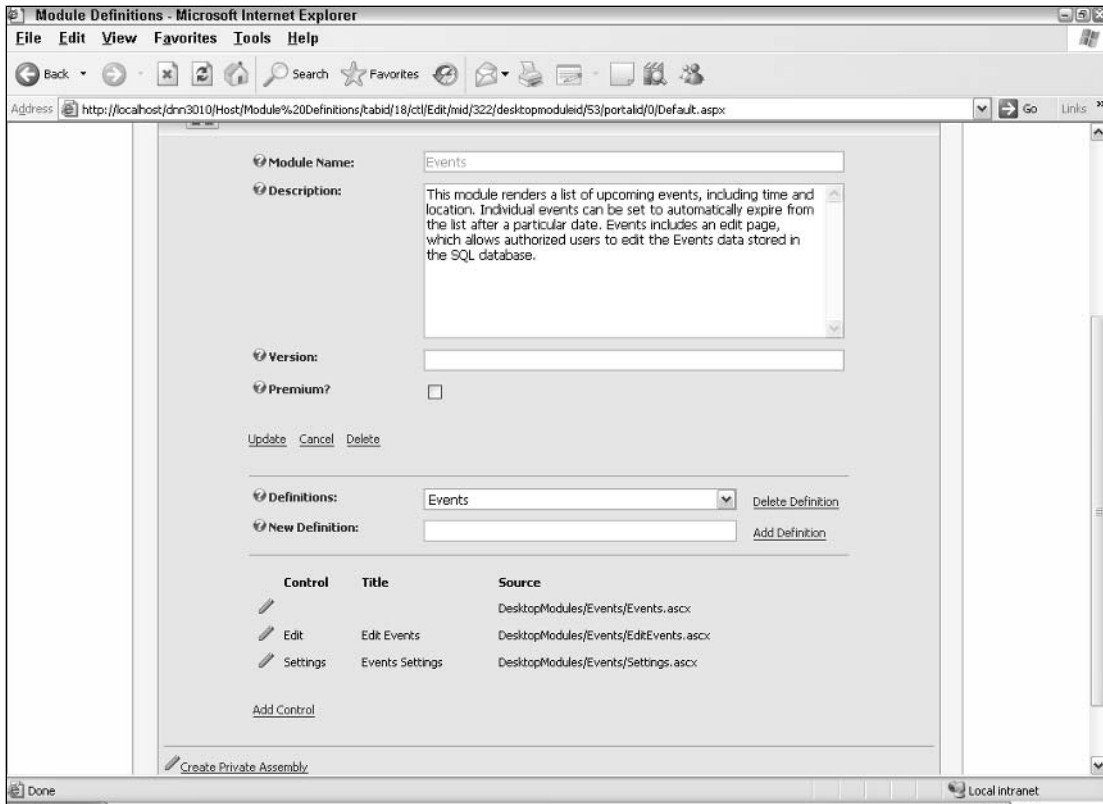 Module Definitions - Microsoft Internet Explorer
File Edit View Favorites Tools Help
Back Search Favorites
Address http://localhost/dnn3010/Host/Module%20Definitions/tabid/18/ctl/Edit/mid/322/desktopmoduleid/53/portalid/0/Default.aspx Go Links »
Module Name: Events
Description: This module renders a list of upcoming events, including time and
location. Individual events can be set to automatically expire from
the list after a particular date. Events includes an edit page,
which allows authorized users to edit the Events data stored in
the SQL database.
Version:
Premium?
Update Cancel Delete
Definitions: Events Delete Definition
New Definition: Add Definition
Control Title Source
DesktopModules/Events/Events.ascx
Edit Edit Events DesktopModules/Events/EditEvents.ascx
Settings Events Settings DesktopModules/Events/Settings.ascx
Add Control
Create Private Assembly
Done Local intranet